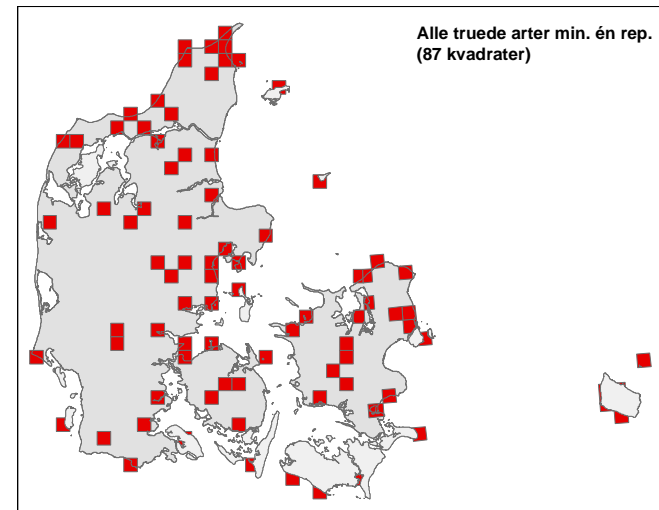 Alle truede arter min. én rep.
(87 kvadrater)